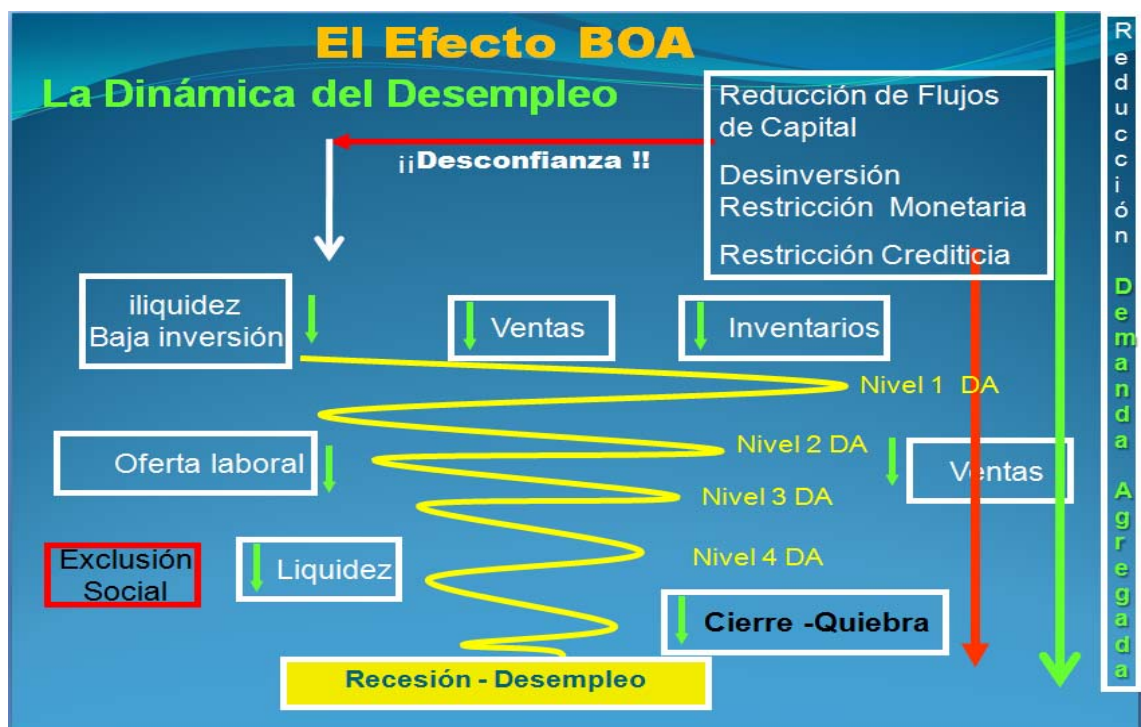 El Efecto BOA
La Dinámica del Desempleo
Reducción de Flujos
de Capital
Desinversión
Restricción Monetaria
Restricción Crediticia
¡¡Desconfianza !!
iliquidez
Baja inversión
Ventas
Inventarios
Nivel 1 DA
Nivel 2 DA
Oferta laboral
Ventas
Nivel 3 DA
Nivel 4 DA
Exclusión
Social
Liquidez
Cierre -Quiebra
Recesión - Desempleo
Reducción Demanda Agregada